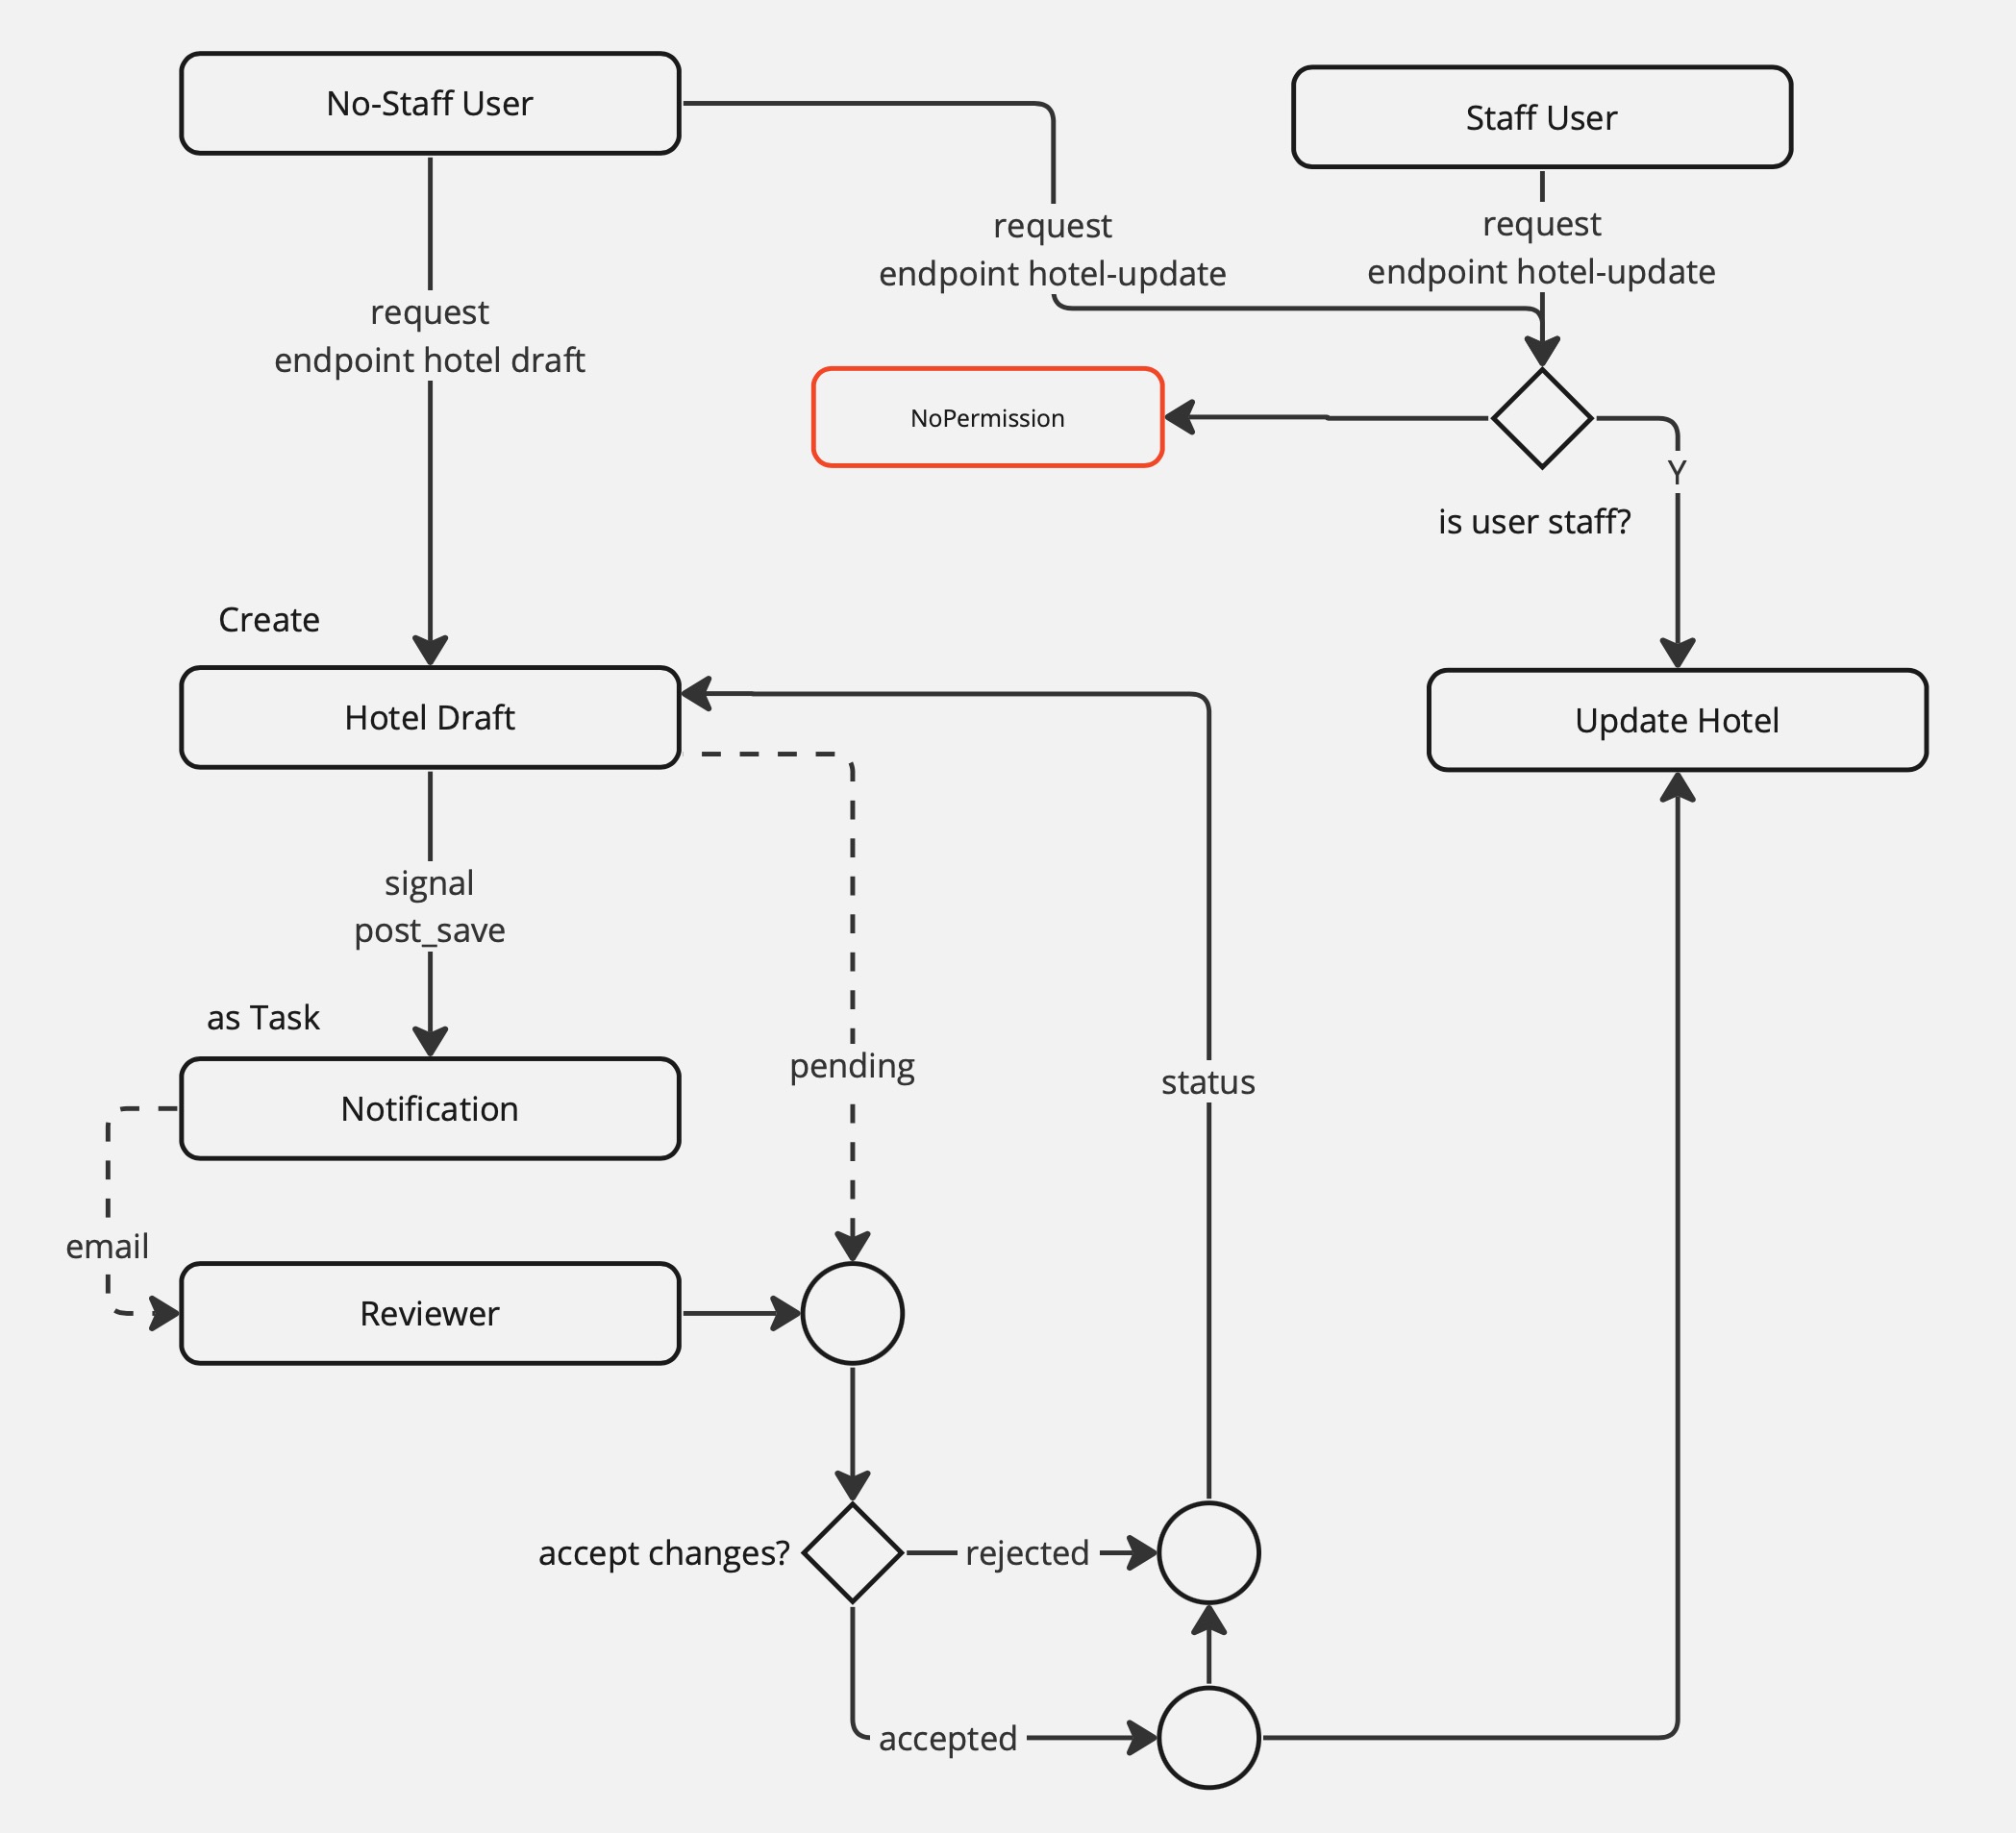 No-Staff User
Staff User
request
endpoint hotel-update
request
endpoint hotel-update
request
endpoint hotel draft
NoPermission
Y
is user staff?
Create
Hotel Draft
Update Hotel
signal
post_save
as Task
pending
status
Notification
email
Reviewer
accept changes?
rejected
accepted